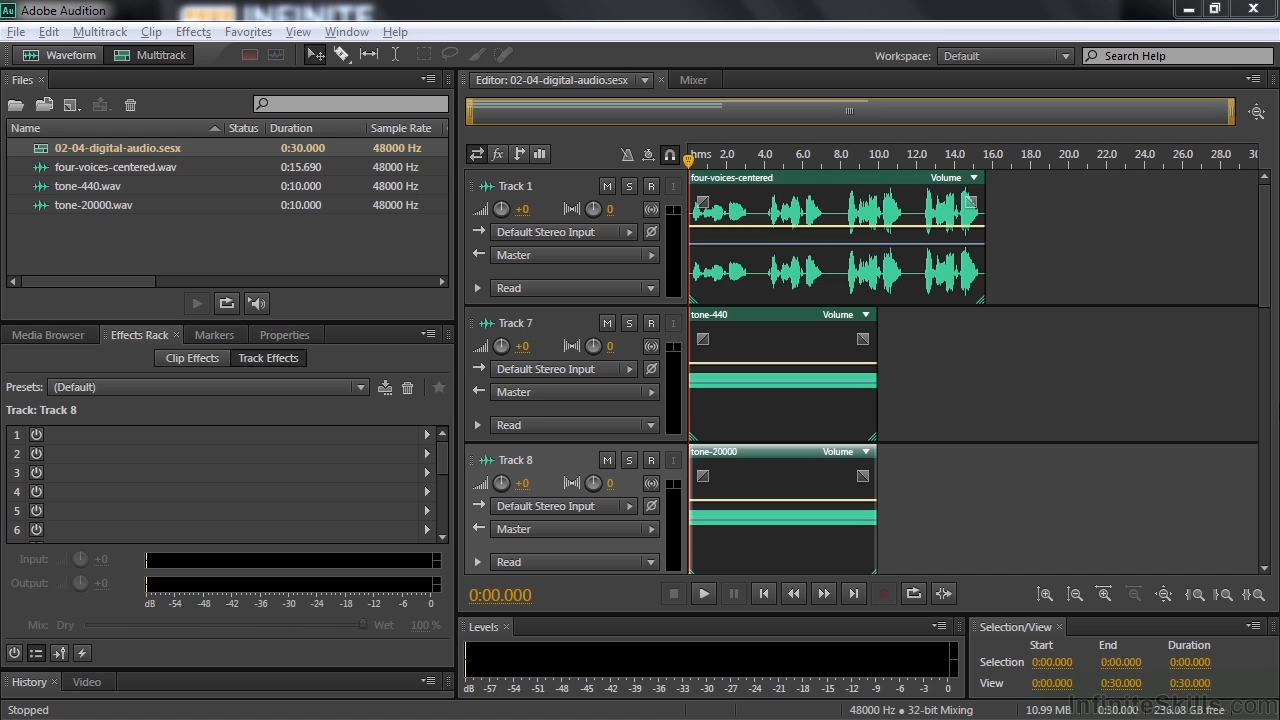 Au Adobe Audition
File Edit Multitrack Clip Effects Favorites View Window Help
Waveform Multitrack Workspace: Default Search Help
Files × Editor: 02-04-digital-audio.sesx × Mixer
Name Status Duration Sample Rate
02-04-digital-audio.sesx 0:30.000 48000 Hz
four-voices-centered.wav 0:15.690 48000 Hz
tone-440.wav 0:10.000 48000 Hz
tone-20000.wav 0:10.000 48000 Hz
fx hms 2.0 4.0 6.0 8.0 10.0 12.0 14.0 16.0 18.0 20.0 22.0 24.0 26.0 28.0
Track 1 M S R I four-voices-centered Volume
+0 0
Default Stereo Input
Master
Read
Media Browser Effects Rack × Markers Properties
Clip Effects Track Effects
Presets: (Default)
Track: Track 8
1
2
3
4
5
6
Input: +0
Output: +0
dB -54 -48 -42 -36 -30 -24 -18 -12 -6 0
Mix: Dry Wet 100 %
Track 7 M S R I tone-440 Volume
+0 0
Default Stereo Input
Master
Read
Track 8 M S R I tone-20000 Volume
+0 0
Default Stereo Input
Master
Read
0:00.000
Levels × Selection/View ×
Start End Duration
Selection 0:00.000 0:00.000 0:00.000
View 0:00.000 0:30.000 0:30.000
dB -57 -54 -51 -48 -45 -42 -39 -36 -33 -30 -27 -24 -21 -18 -15 -12 -9 -6 -3 0
History × Video
Stopped 48000 Hz ● 32-bit Mixing 10.99 MB 0:30.000 236.08 GB free
InfiniteSkills.com